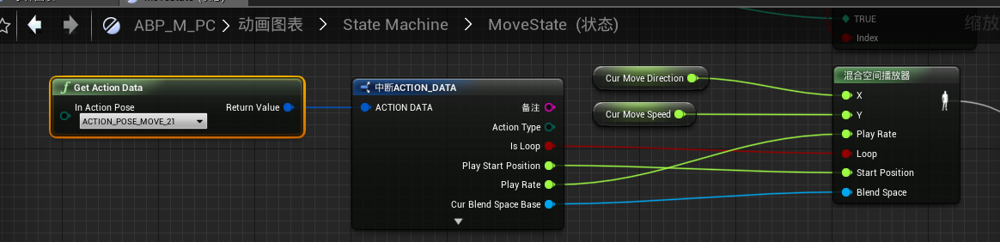 ABP_M_PC > 动画图表 > State Machine > MoveState (状态)
缩放
TRUE
Index
f Get Action Data
In Action Pose
ACTION_POSE_MOVE_21
Return Value
中断ACTION_DATA
ACTION DATA
备注
Action Type
Is Loop
Play Start Position
Play Rate
Cur Blend Space Base
Cur Move Direction
Cur Move Speed
混合空间播放器
X
Y
Play Rate
Loop
Start Position
Blend Space